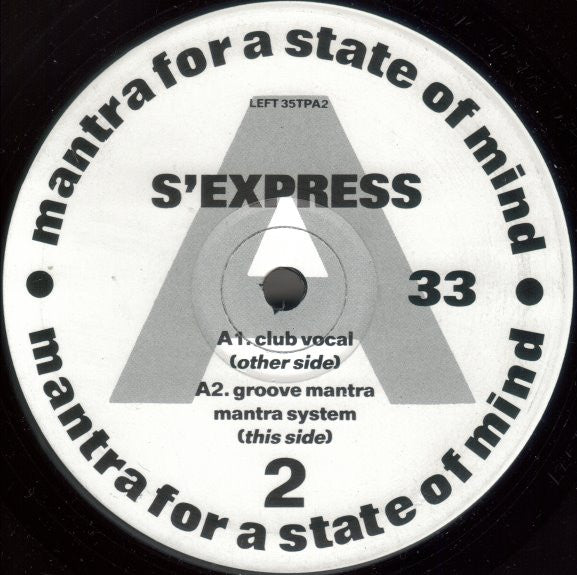 mantra for a state of mind
LEFT 35TPA2
A
S'EXPRESS
33
A1. club vocal
(other side)
A2. groove mantra
mantra system
(this side)
2
mantra for a state of mind